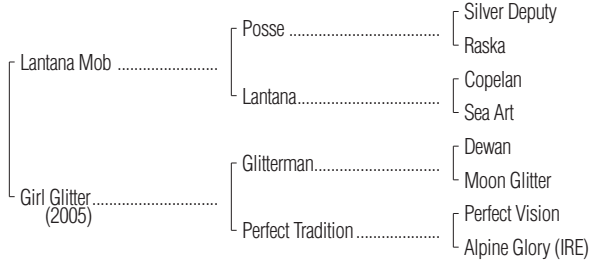 Silver Deputy
Posse ................................
Raska
Lantana Mob ........................
Copelan
Lantana..............................
Sea Art
Dewan
Glitterman...........................
Moon Glitter
Girl Glitter..............................
(2005)
Perfect Vision
Perfect Tradition ..................
Alpine Glory (IRE)